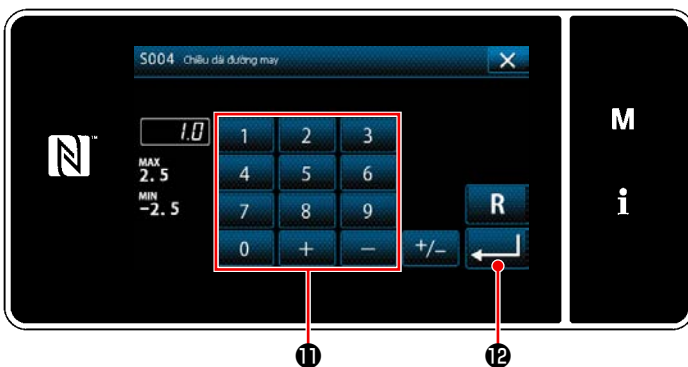 S004 Chiều dài đường may
1.0
1 2 3
MAX
2.5
4 5 6
MIN
-2.5
7 8 9
R
0 + − +/−
M
i
⓫ ⓬